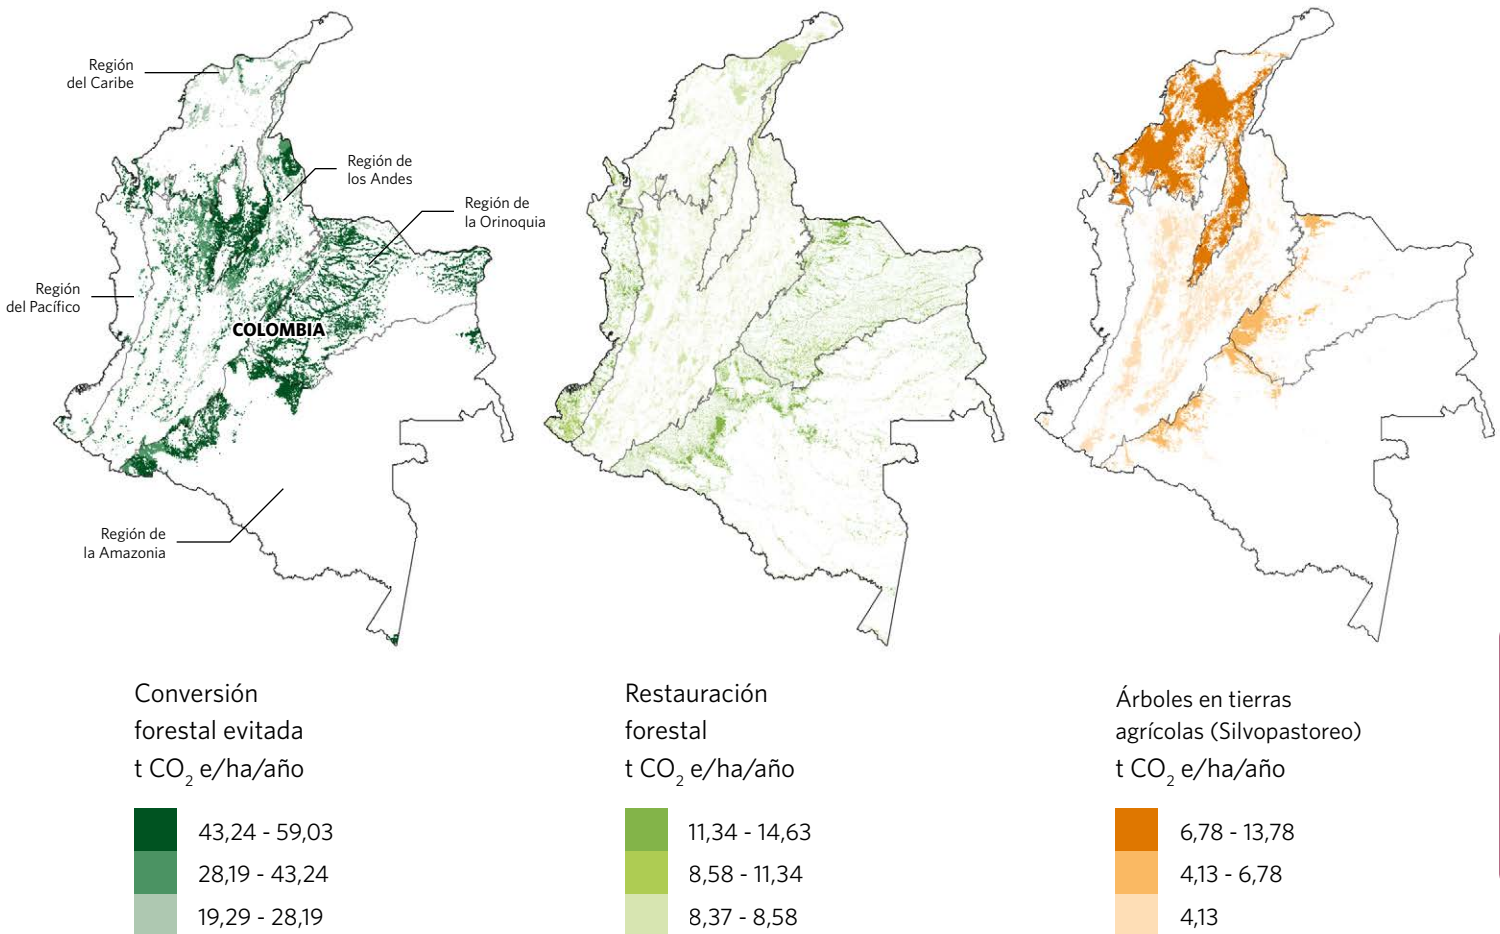 Región
del Caribe
Región de
los Andes
Región de
la Orinoquia
Región
del Pacífico
COLOMBIA
Región de
la Amazonia
Conversión
forestal evitada
t CO₂ e/ha/año
43,24 - 59,03
28,19 - 43,24
19,29 - 28,19
Restauración
forestal
t CO₂ e/ha/año
11,34 - 14,63
8,58 - 11,34
8,37 - 8,58
Árboles en tierras
agrícolas (Silvopastoreo)
t CO₂ e/ha/año
6,78 - 13,78
4,13 - 6,78
4,13